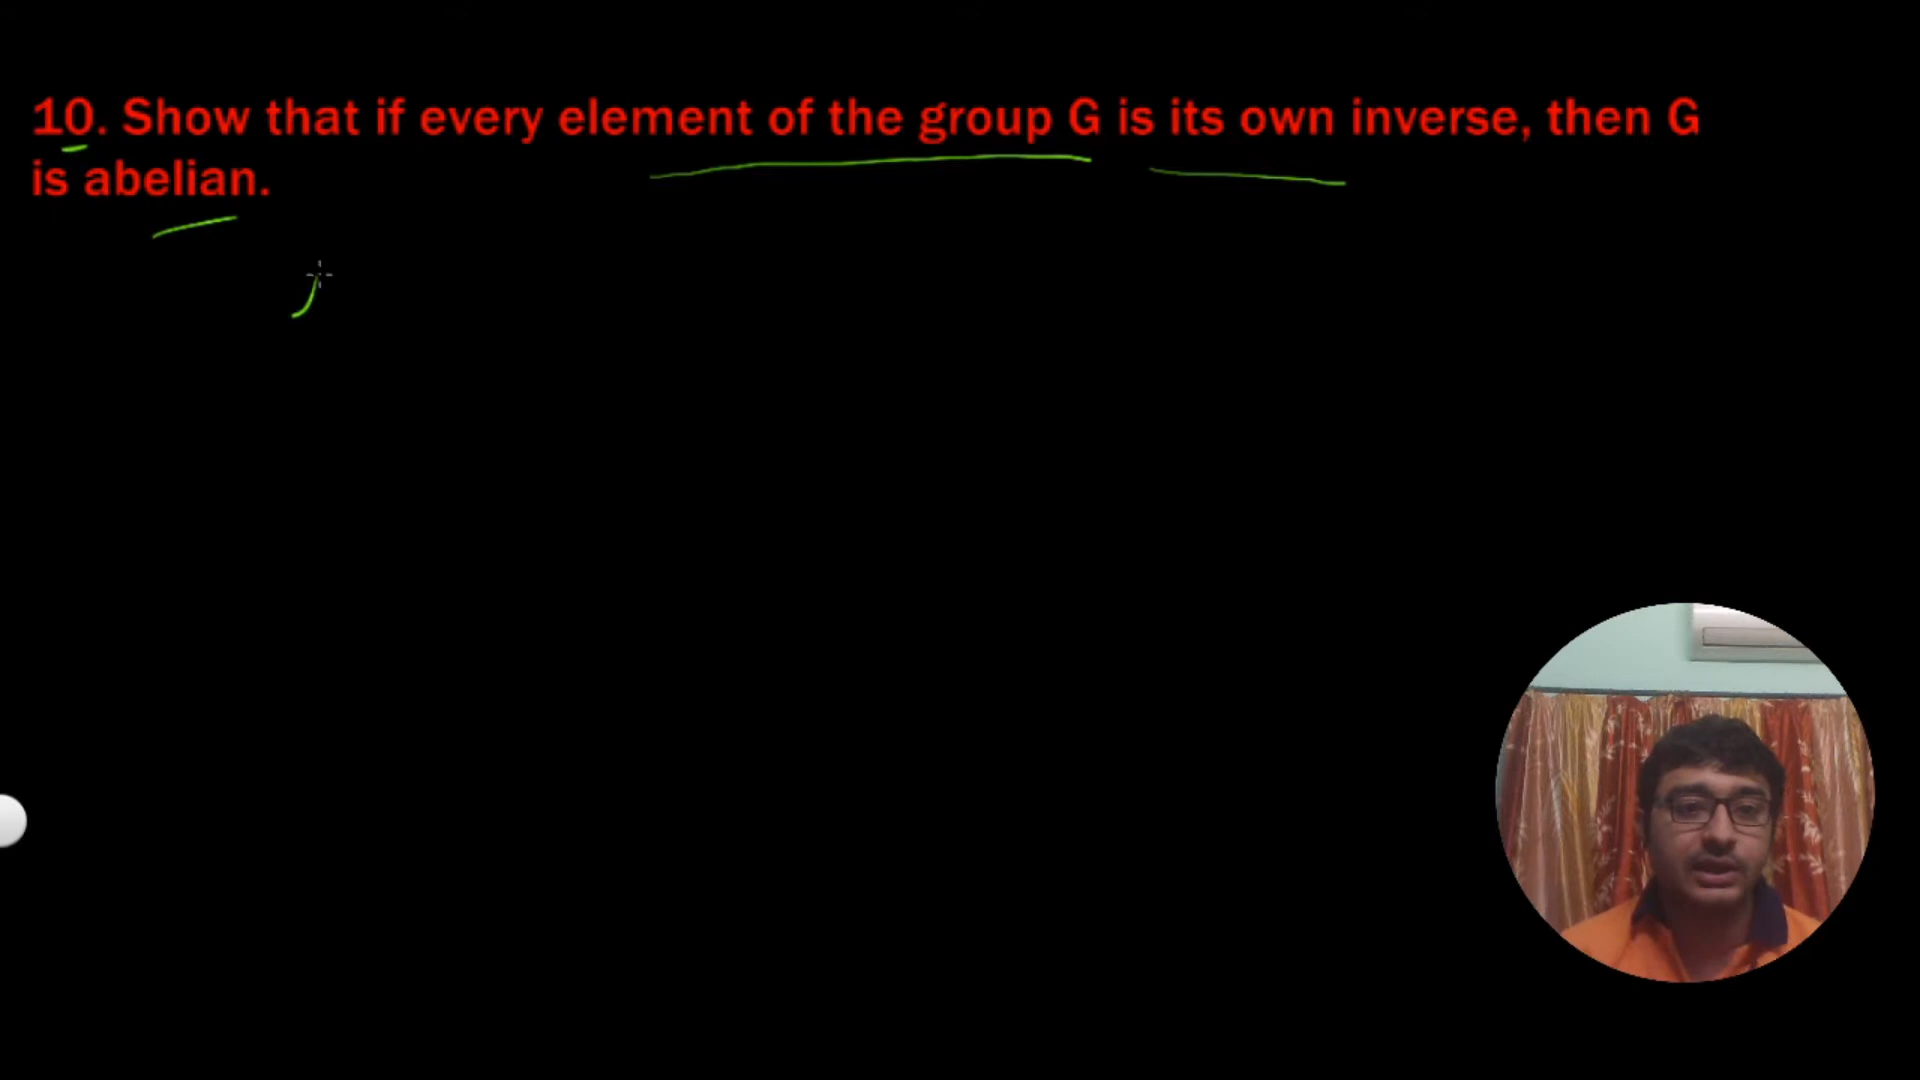 10. Show that if every element of the group G is its own inverse, then G
is abelian.